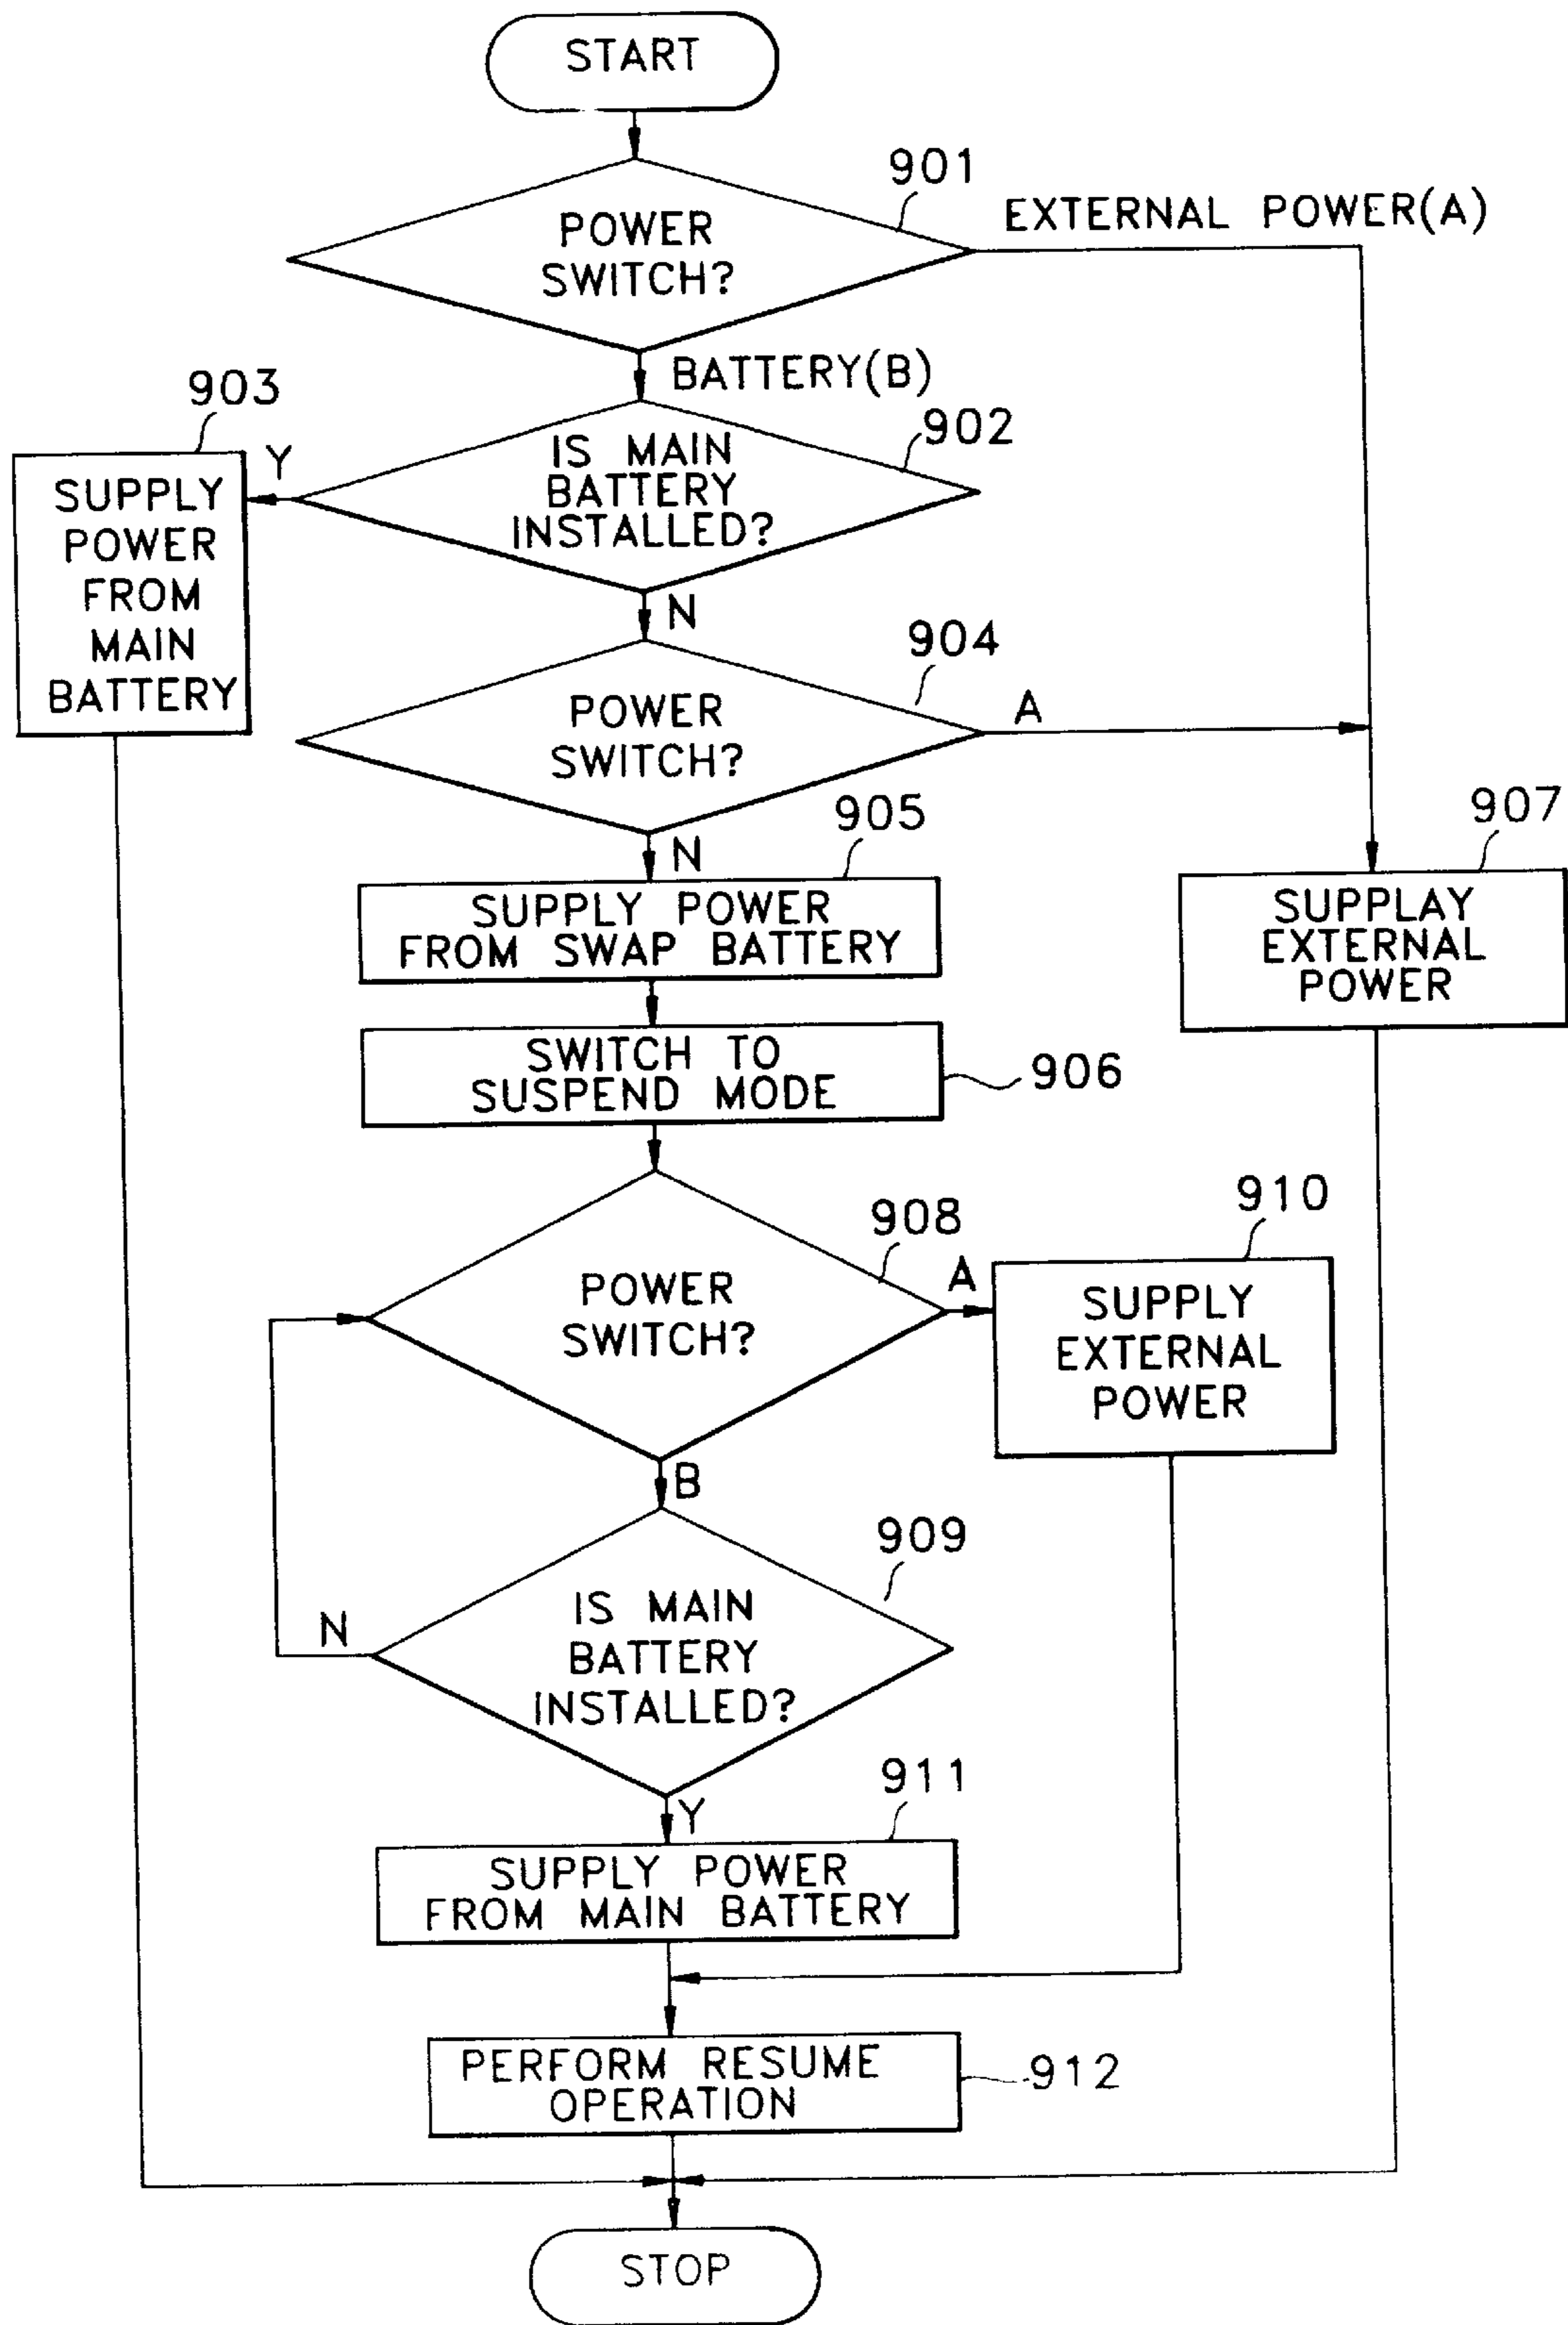 START
901
POWER
SWITCH?
EXTERNAL POWER(A)
BATTERY(B)
903
902
IS MAIN
BATTERY
INSTALLED?
Y
SUPPLY
POWER
FROM
MAIN
BATTERY
N
904
POWER
SWITCH?
A
905
N
SUPPLY POWER
FROM SWAP BATTERY
907
SUPPLAY
EXTERNAL
POWER
SWITCH TO
SUSPEND MODE
906
908
POWER
SWITCH?
A
910
SUPPLY
EXTERNAL
POWER
B
909
IS MAIN
BATTERY
INSTALLED?
N
911
Y
SUPPLY POWER
FROM MAIN BATTERY
PERFORM RESUME
OPERATION
912
STOP